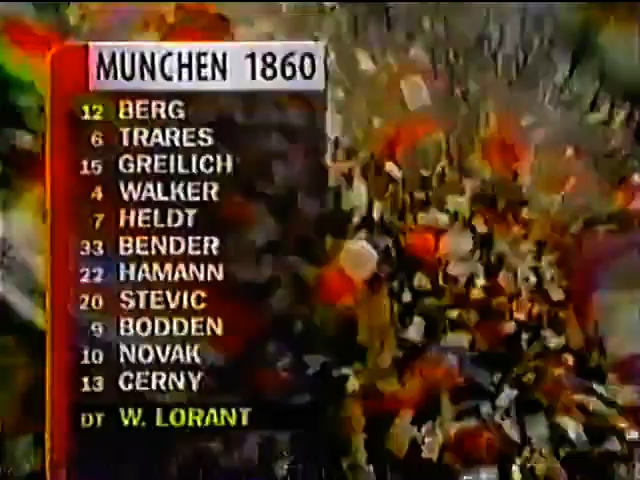 MUNCHEN 1860
12 BERG
6 TRARES
15 GREILICH
4 WALKER
7 HELDT
33 BENDER
22 HAMANN
20 STEVIC
9 BODDEN
10 NOVAK
13 CERNY
DT W. LORANT